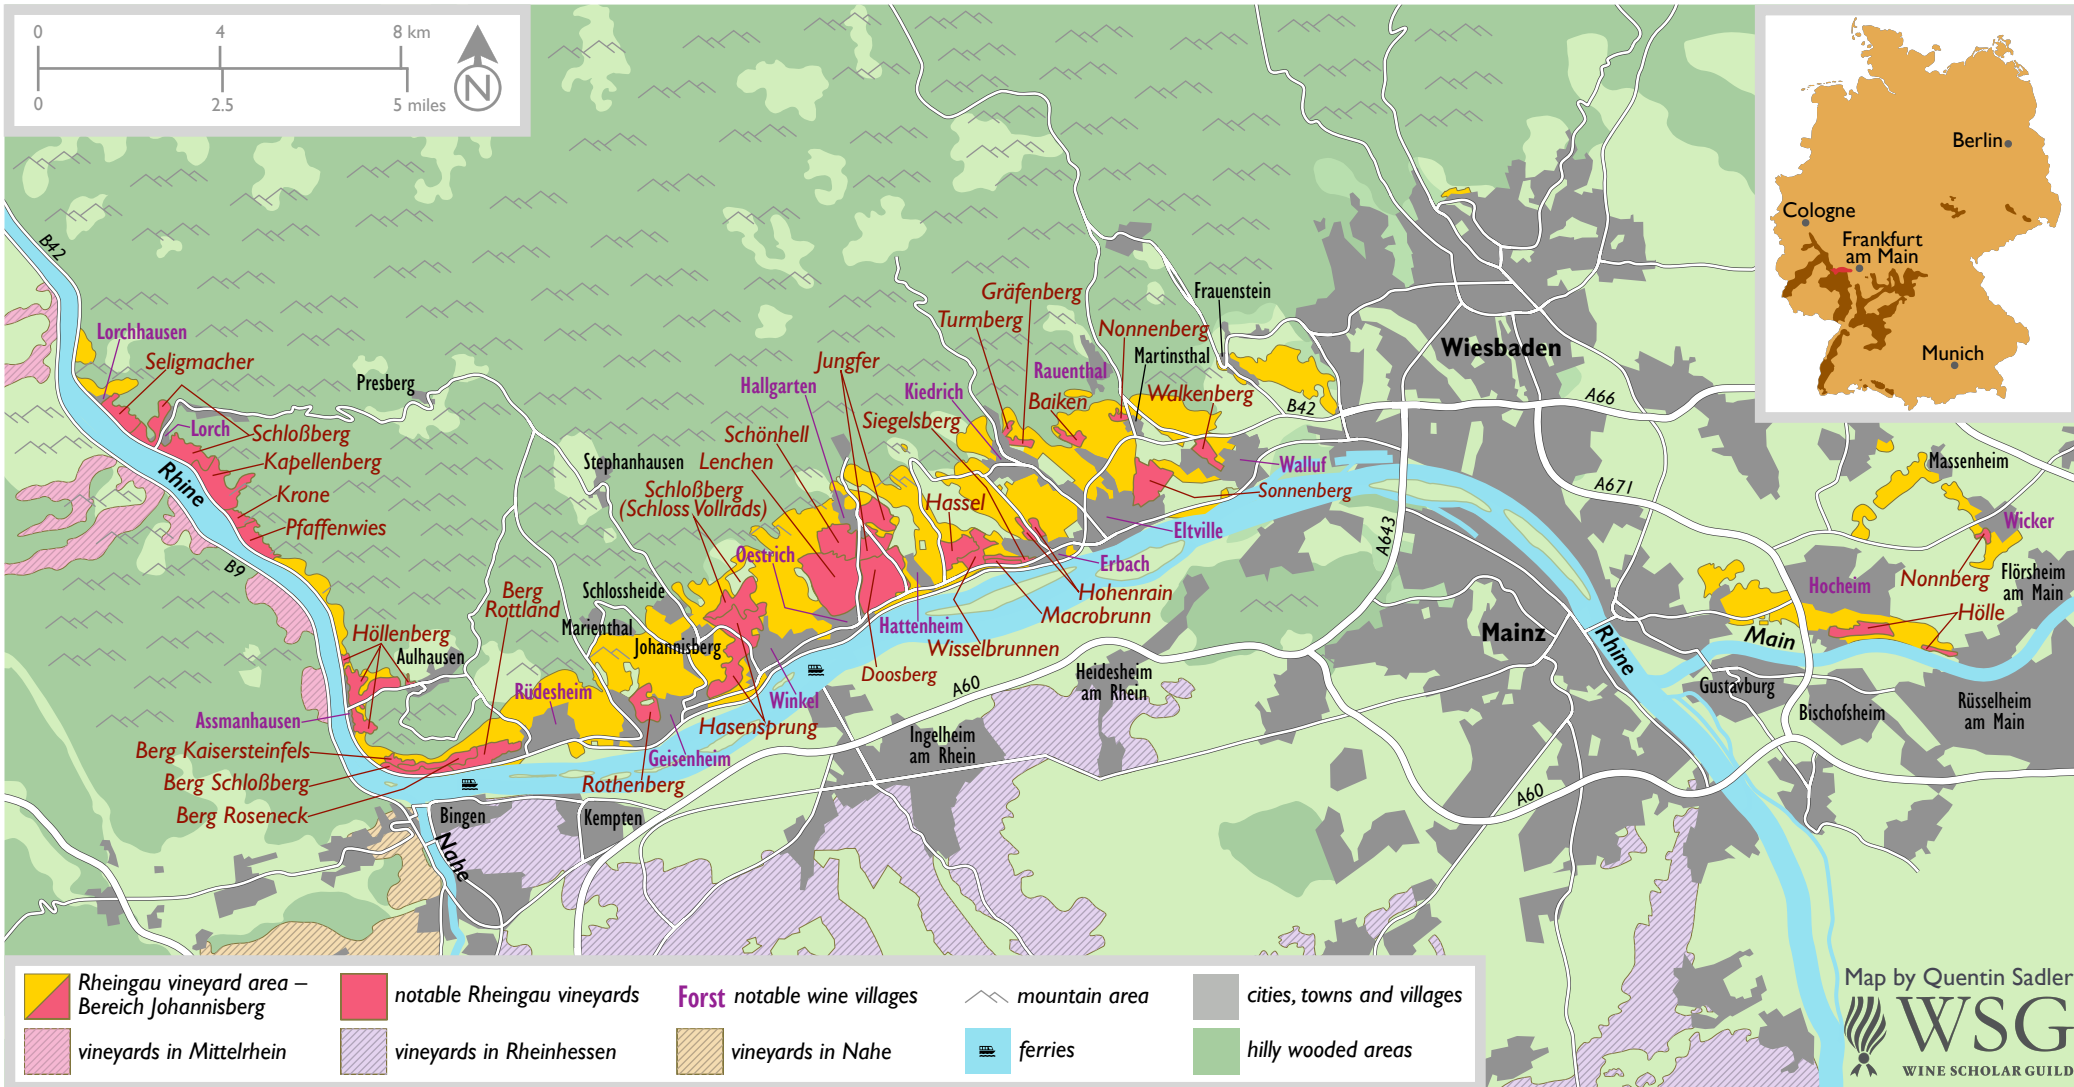 0 4 8 km
0 2.5 5 miles
N
Berlin
Cologne
Frankfurt
am Main
Munich
B42
Lorchhausen
Seligmacher
Presberg
Lorch
Schloßberg
Kapellenberg
Krone
Pfaffenwies
Rhine
B9
Höllenberg
Aulhausen
Assmanhausen
Berg Kaisersteinfels
Berg Schloßberg
Berg Roseneck
Berg
Rottland
Rüdesheim
Bingen
Nahe
Kempten
Stephanhausen
Schloßberg
(Schloss Vollrads)
Schlossheide
Marienthal
Johannisberg
Geisenheim
Rothenberg
Hasensprung
Winkel
Oestrich
Lenchen
Schönhell
Hallgarten
Jungfer
Doosberg
Hattenheim
Wisselbrunnen
Macrobrunn
Hohenrain
Erbach
Hassel
Siegelsberg
Kiedrich
Turmberg
Gräfenberg
Rauenthal
Baiken
Nonnenberg
Martinsthal
Walkenberg
Frauenstein
B42
Walluf
Sonnenberg
Eltville
Wiesbaden
A66
A671
A643
Mainz
Rhine
Main
A60
Heidesheim
am Rhein
Ingelheim
am Rhein
A60
Gustavburg
Bischofsheim
Rüsselheim
am Main
Massenheim
Wicker
Nonnberg
Flörsheim
am Main
Hocheim
Hölle
Rheingau vineyard area –
Bereich Johannisberg
notable Rheingau vineyards
Forst notable wine villages
mountain area
cities, towns and villages
vineyards in Mittelrhein
vineyards in Rheinhessen
vineyards in Nahe
ferries
hilly wooded areas
Map by Quentin Sadler
WSG
WINE SCHOLAR GUILD